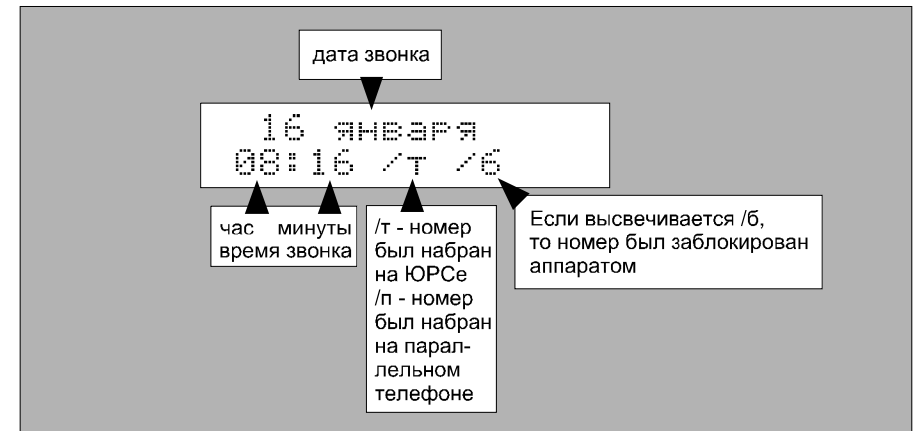 дата звонка
16 января
08:16 /т /б
час минуты
время звонка
/т - номер
был набран
на ЮРСе
/п - номер
был набран
на парал-
лельном
телефоне
Если высвечивается /б,
то номер был заблокирован
аппаратом